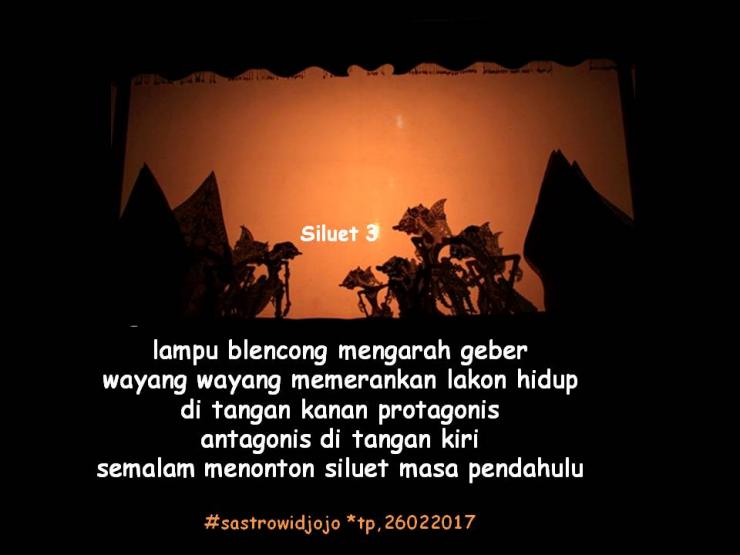 Siluet 3
lampu blencong mengarah geber
wayang wayang memerankan lakon hidup
di tangan kanan protagonis
antagonis di tangan kiri
semalam menonton siluet masa pendahulu
#sastrowidjojo *tp,26022017